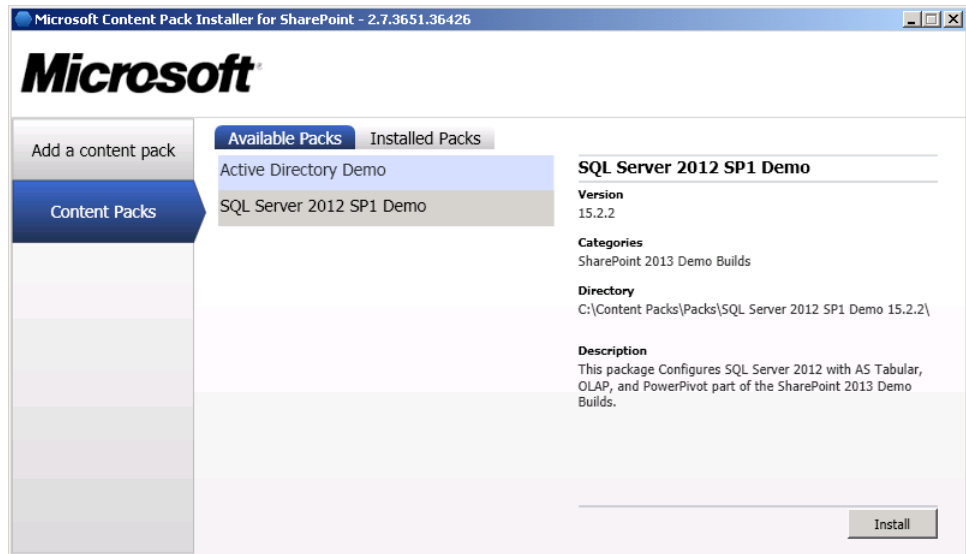 Microsoft Content Pack Installer for SharePoint - 2.7.3651.36426
Microsoft®
Add a content pack
Content Packs
Available Packs
Installed Packs
Active Directory Demo
SQL Server 2012 SP1 Demo
SQL Server 2012 SP1 Demo
Version
15.2.2
Categories
SharePoint 2013 Demo Builds
Directory
C:\Content Packs\Packs\SQL Server 2012 SP1 Demo 15.2.2\
Description
This package Configures SQL Server 2012 with AS Tabular,
OLAP, and PowerPivot part of the SharePoint 2013 Demo
Builds.
Install